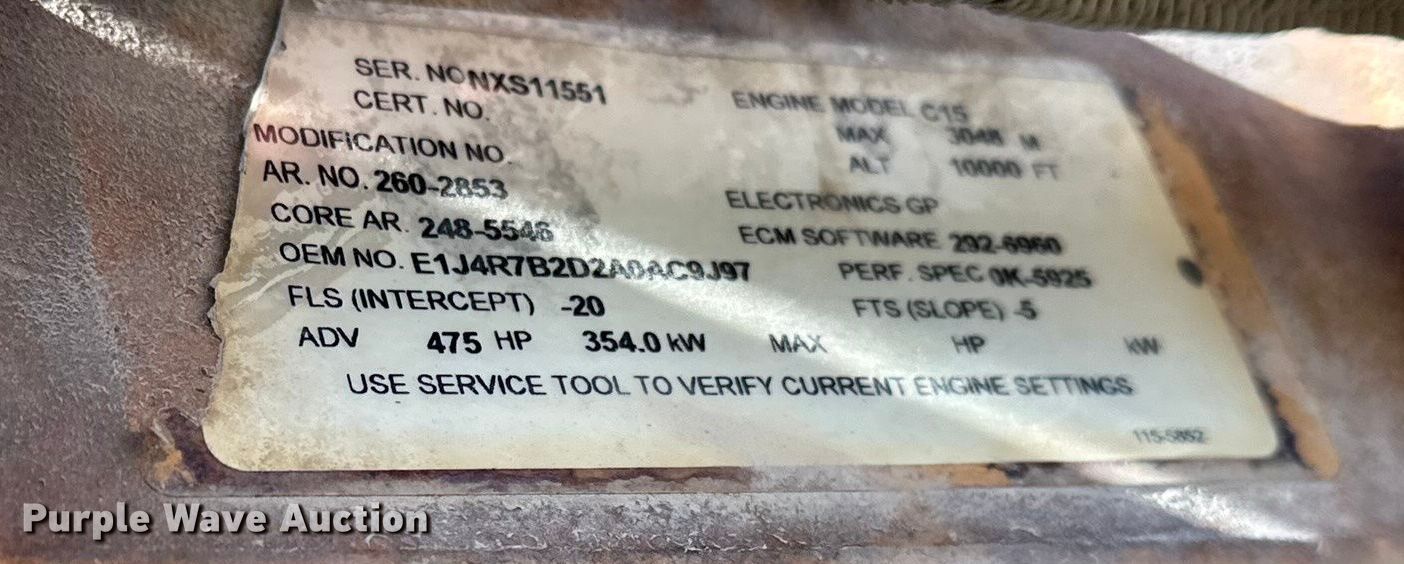 SER. NO NXS11551
CERT. NO.
MODIFICATION NO.
AR. NO. 260-2853
CORE AR. 248-5546
OEM NO. E1J4R7B2D2A0AC9J97
FLS (INTERCEPT) -20
ADV 475 HP 354.0 kW MAX HP kW
ENGINE MODEL C15
MAX 3048 M
ALT 10000 FT
ELECTRONICS GP
ECM SOFTWARE 292-6960
PERF. SPEC 0K-5925
FTS (SLOPE) -5
USE SERVICE TOOL TO VERIFY CURRENT ENGINE SETTINGS
115-5852
Purple Wave Auction